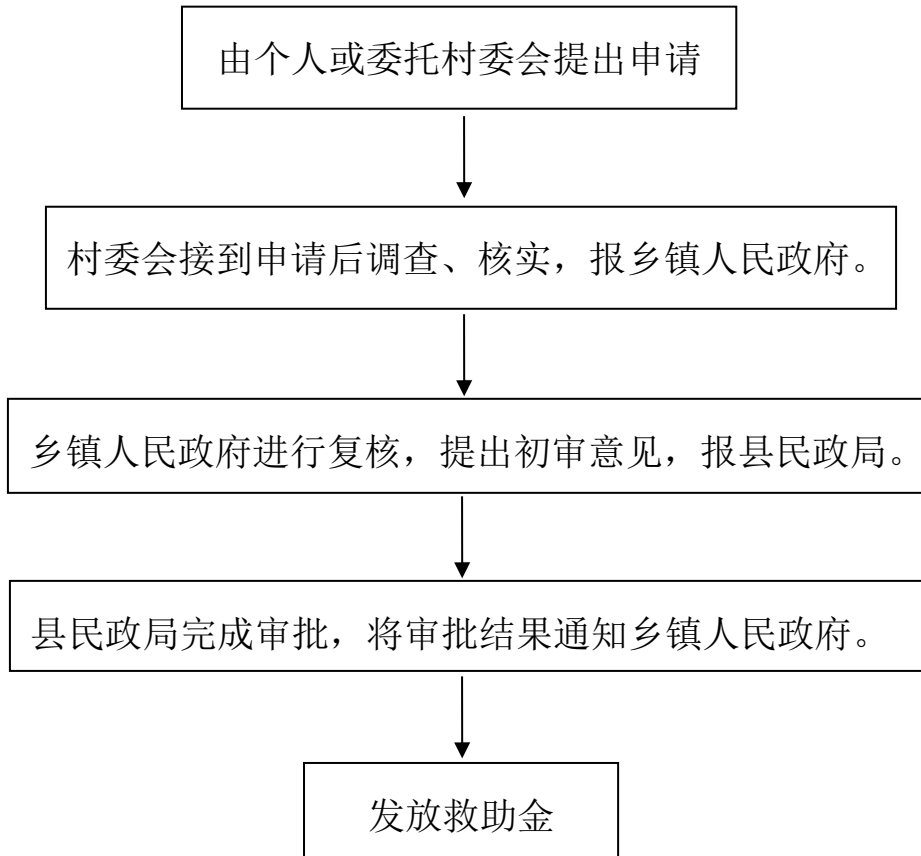 由个人或委托村委会提出申请
村委会接到申请后调查、核实，报乡镇人民政府。
乡镇人民政府进行复核，提出初审意见，报县民政局。
县民政局完成审批，将审批结果通知乡镇人民政府。
发放救助金